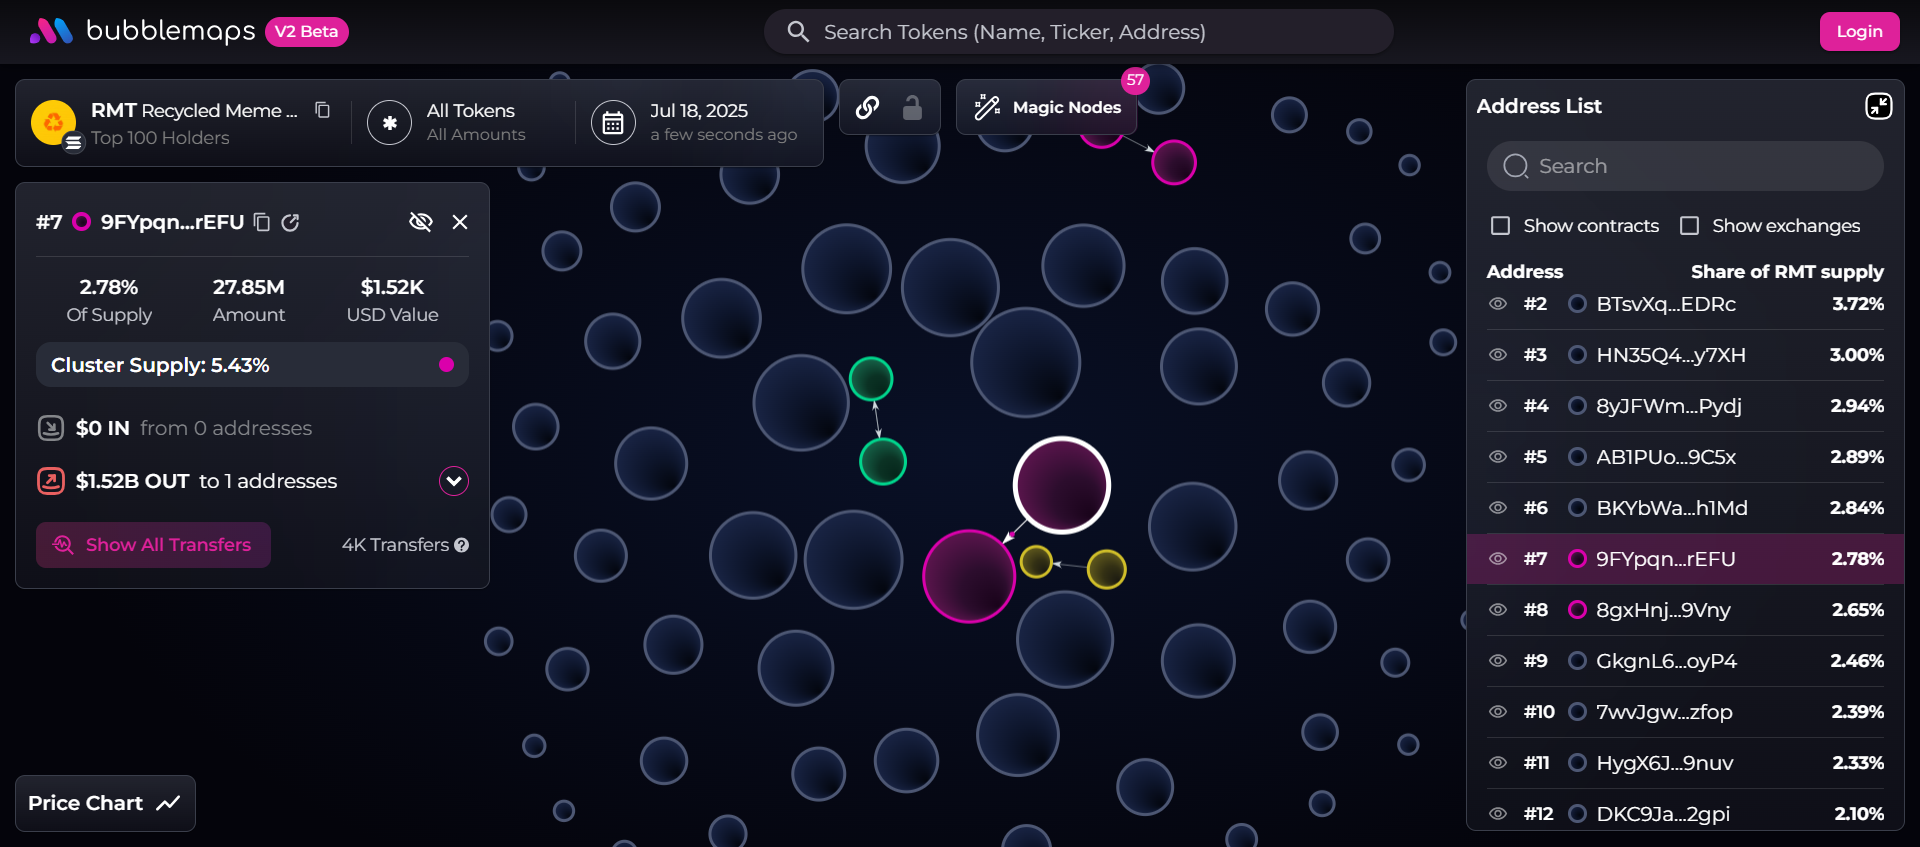 bubblemaps V2 Beta
Search Tokens (Name, Ticker, Address)
Login
RMT Recycled Meme ...
Top 100 Holders
All Tokens
All Amounts
Jul 18, 2025
a few seconds ago
Magic Nodes
57
#7 9FYpqn...rEFU
2.78% 27.85M $1.52K
Of Supply Amount USD Value
Cluster Supply: 5.43%
$0 IN from 0 addresses
$1.52B OUT to 1 addresses
Show All Transfers 4K Transfers ?
Price Chart
Address List
Search
Show contracts Show exchanges
Address Share of RMT supply
#2 BTsvXq...EDRc 3.72%
#3 HN35Q4...y7XH 3.00%
#4 8yJFWm...Pydj 2.94%
#5 AB1PUo...9C5x 2.89%
#6 BKYbWa...h1Md 2.84%
#7 9FYpqn...rEFU 2.78%
#8 8gxHnj...9Vny 2.65%
#9 GkgnL6...oyP4 2.46%
#10 7wvJgw...zfop 2.39%
#11 HygX6J...9nuv 2.33%
#12 DKC9Ja...2gpi 2.10%